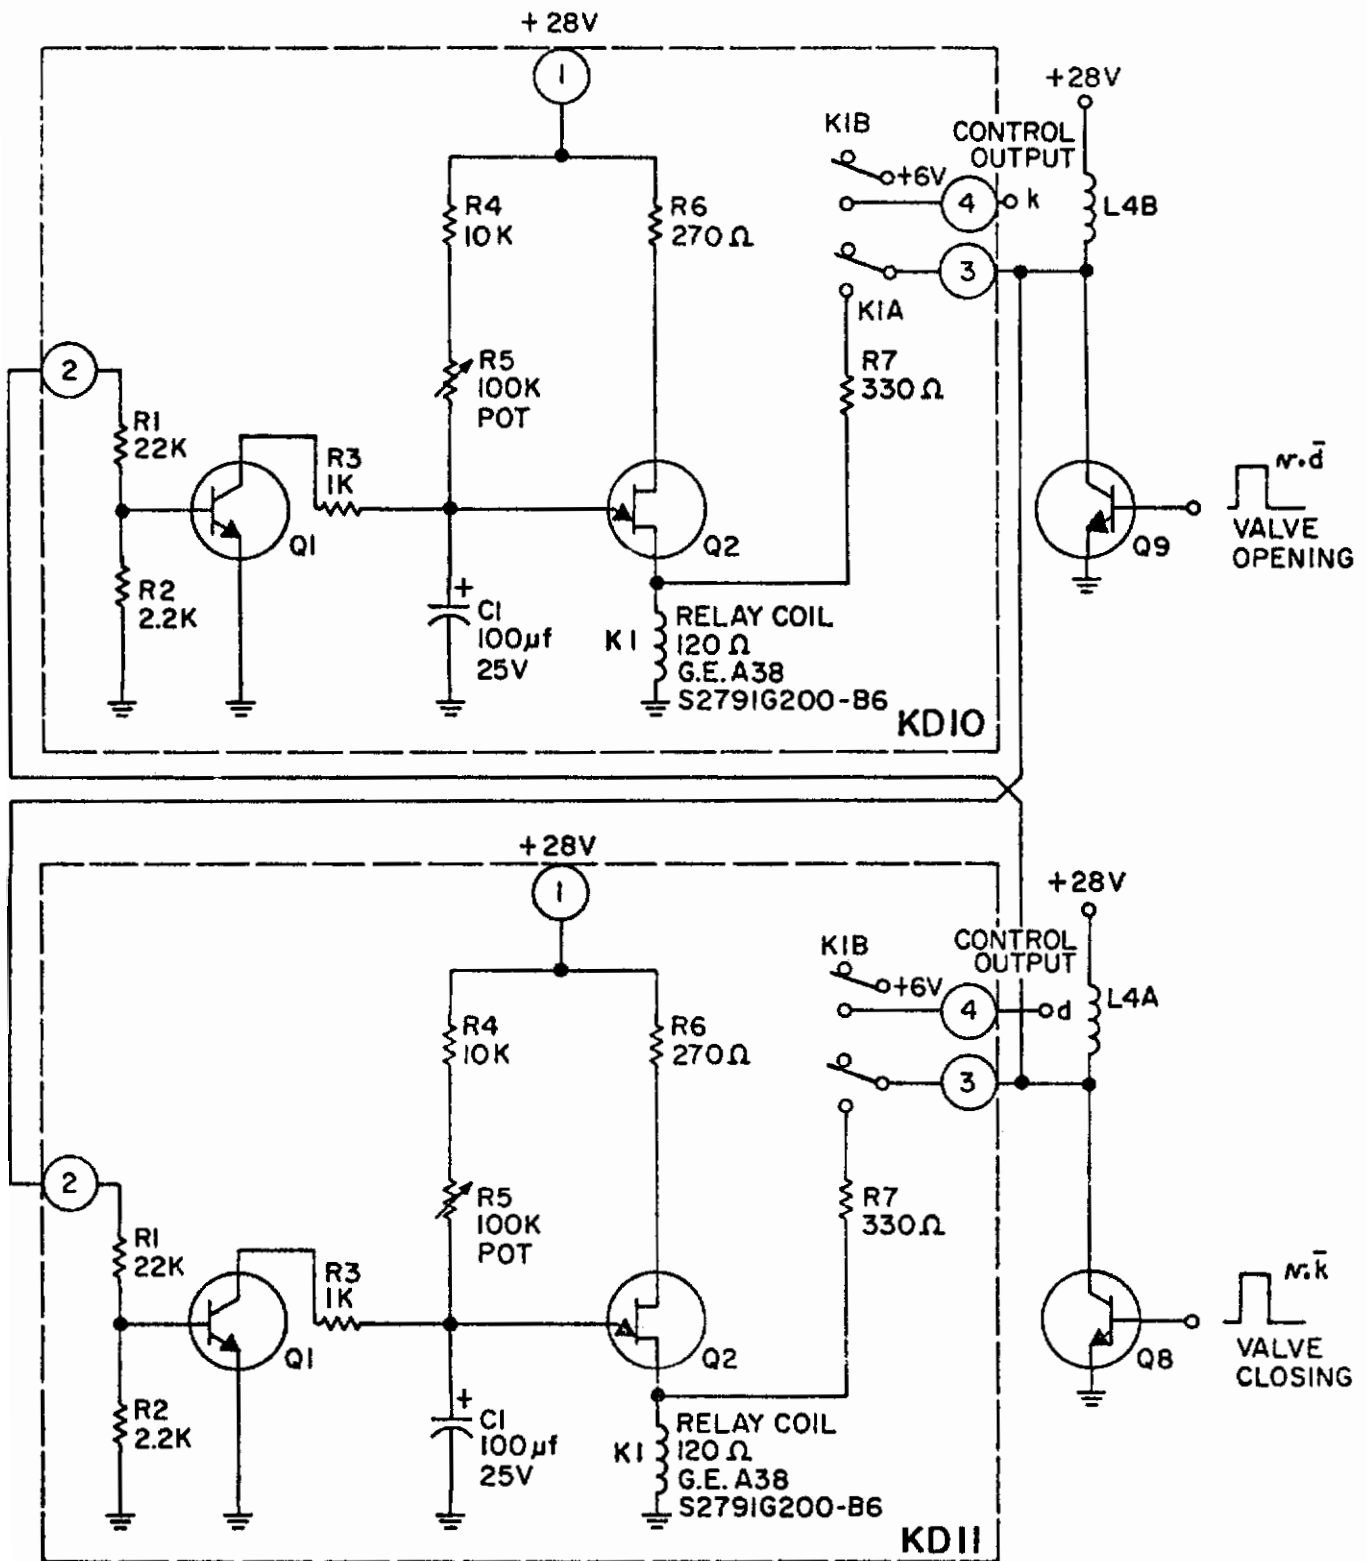 +28V
1
+28V
K1B
CONTROL
OUTPUT
+6V
4
k
L4B
R4
10K
R6
270Ω
3
K1A
R7
330Ω
2
R5
100K
POT
R1
22K
R3
1K
Q1
Q2
Q9
VALVE
OPENING
R2
2.2K
+
C1
100µf
25V
K1
RELAY COIL
120Ω
G.E. A38
S2791G200-B6
KD10
+28V
1
+28V
K1B
CONTROL
OUTPUT
+6V
4
d
L4A
R4
10K
R6
270Ω
3
2
R5
100K
POT
R7
330Ω
R1
22K
R3
1K
Q1
Q2
Q8
VALVE
CLOSING
R2
2.2K
+
C1
100µf
25V
K1
RELAY COIL
120Ω
G.E. A38
S2791G200-B6
KD11